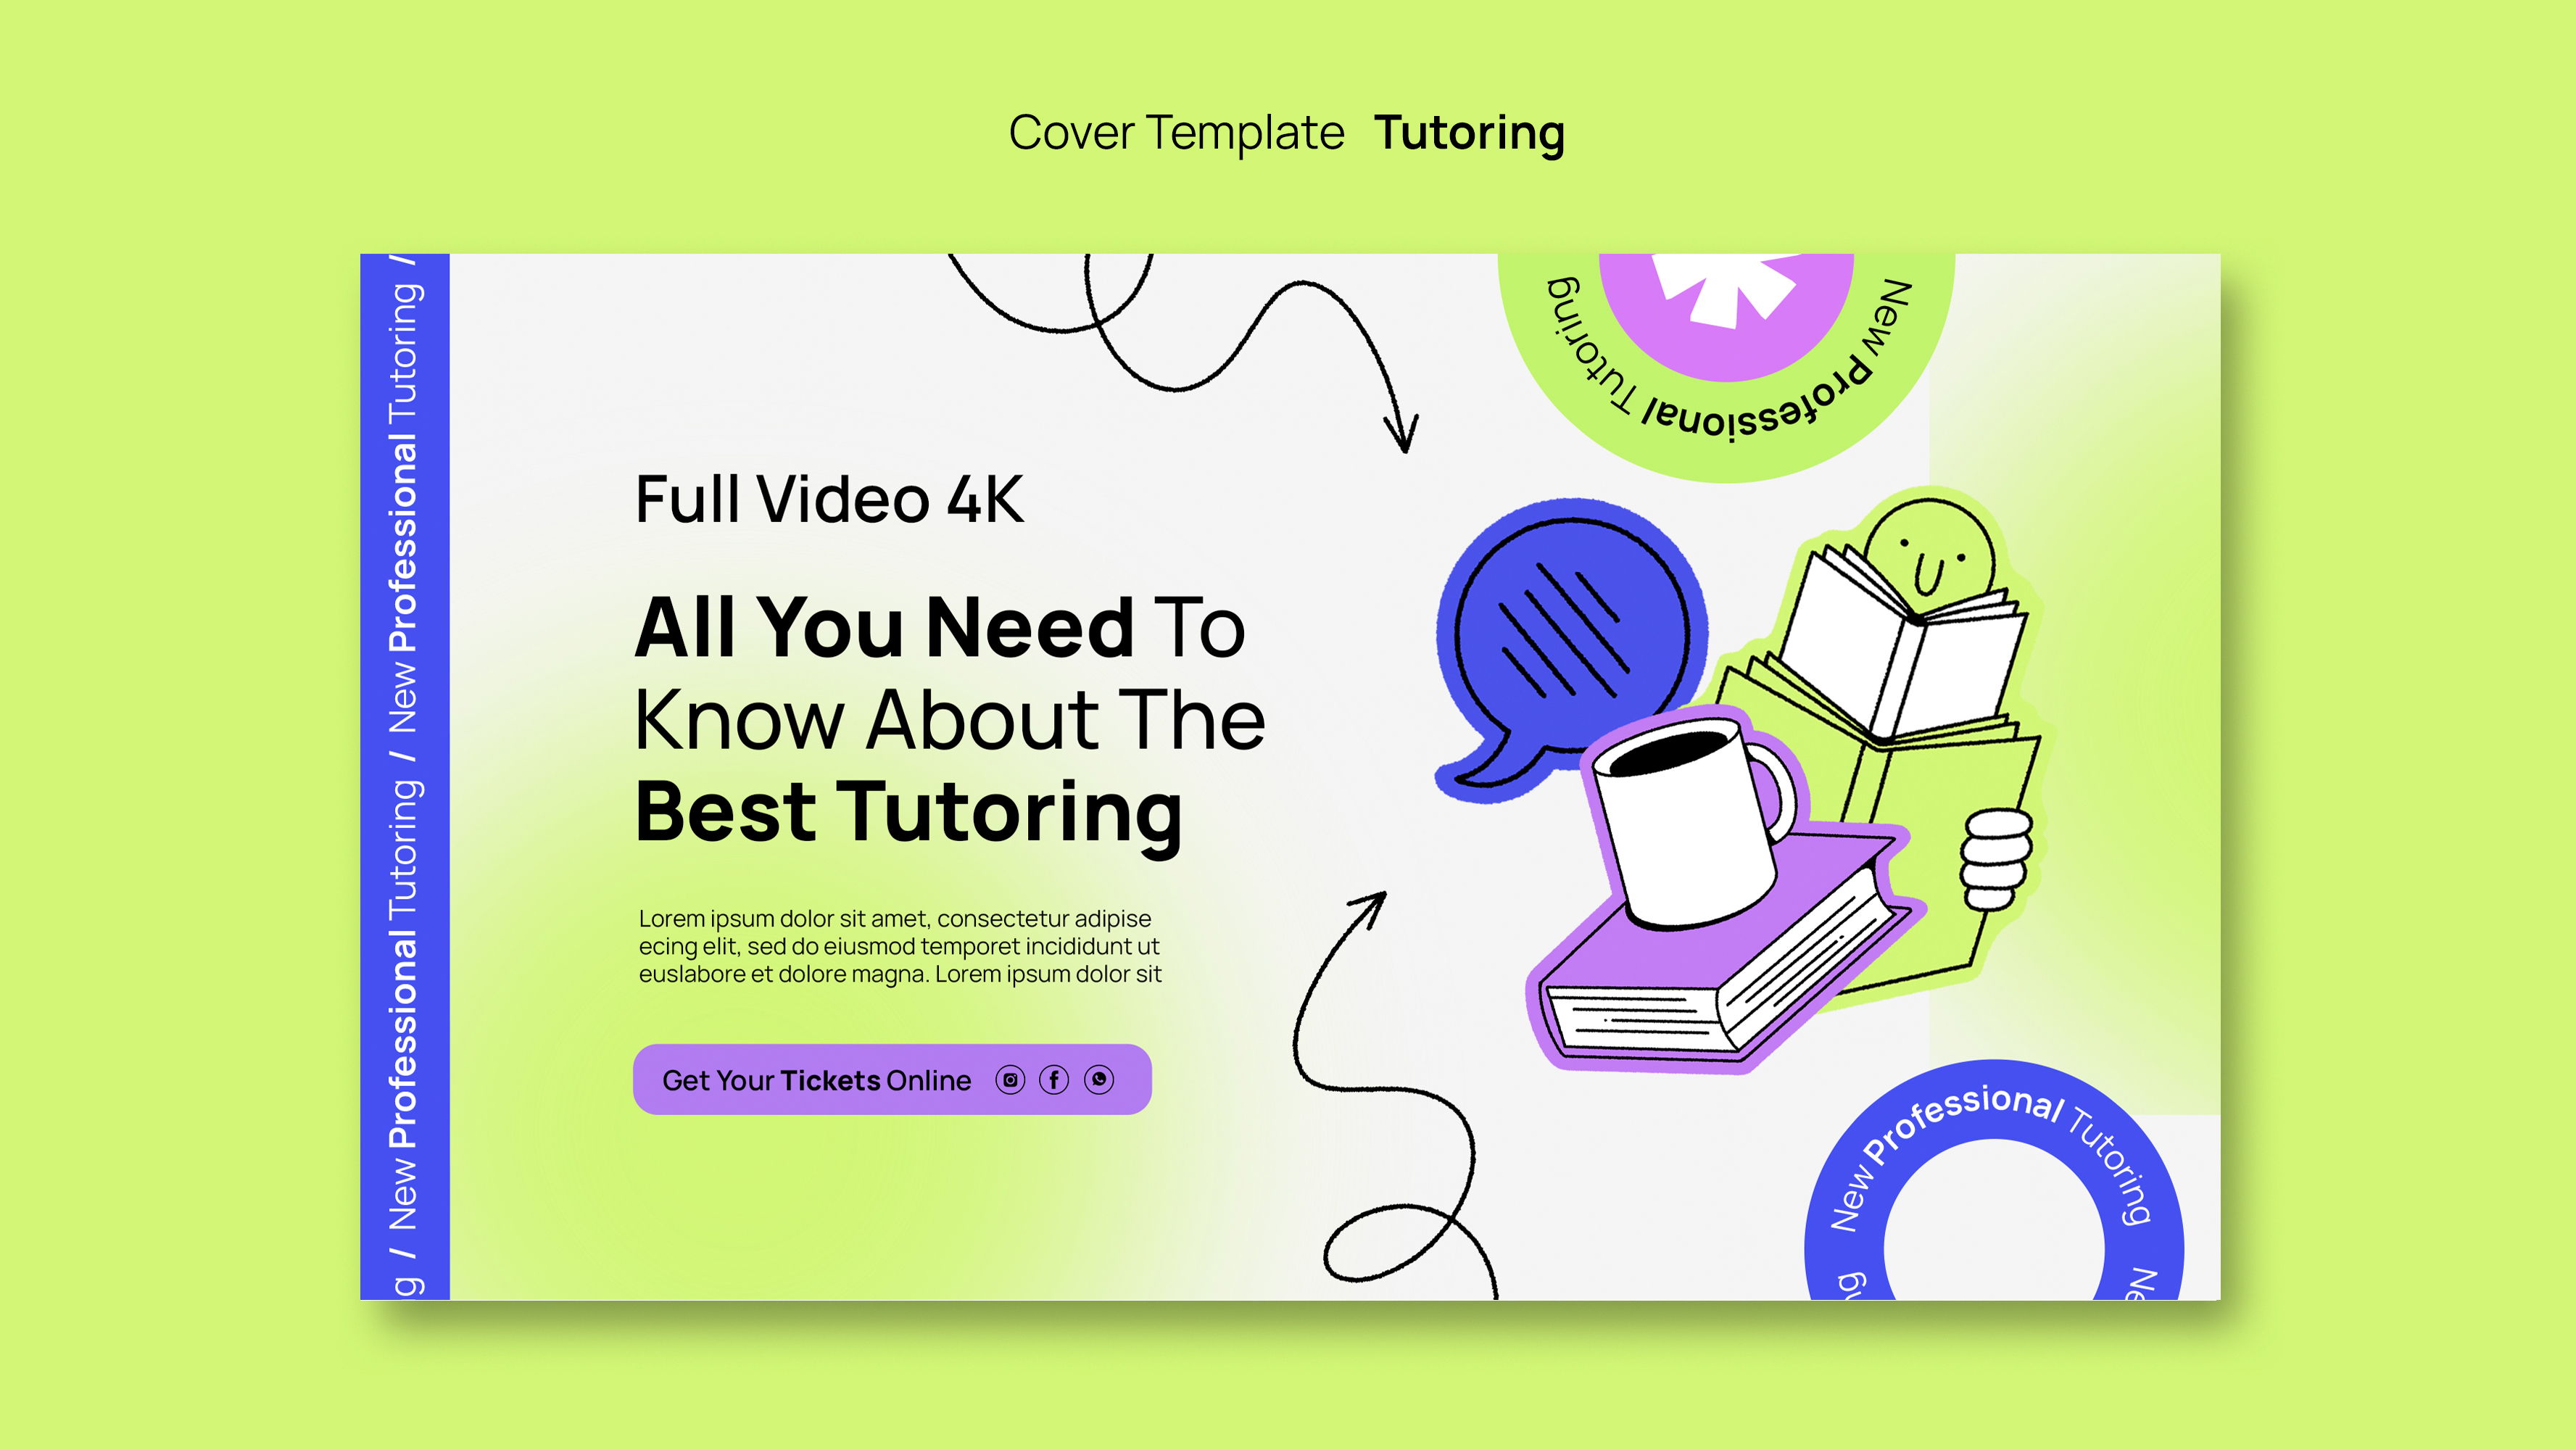 Cover Template Tutoring
/ New Professional Tutoring / New Professional Tutoring /
New Professional Tutoring
Full Video 4K
All You Need To
Know About The
Best Tutoring
Lorem ipsum dolor sit amet, consectetur adipise
ecing elit, sed do eiusmod temporet incididunt ut
euslabore et dolore magna. Lorem ipsum dolor sit
Get Your Tickets Online
New Professional Tutoring